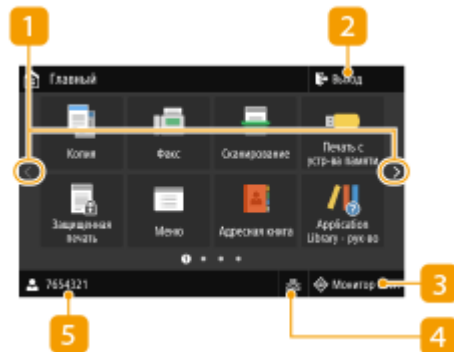 1
2
Главный
Выход
Копия
Факс
Сканирование
Печать с
устр-ва памяти
Защищенная
печать
Меню
Адресная книга
Application
Library - рук-во
7654321
Монитор
3
5
4